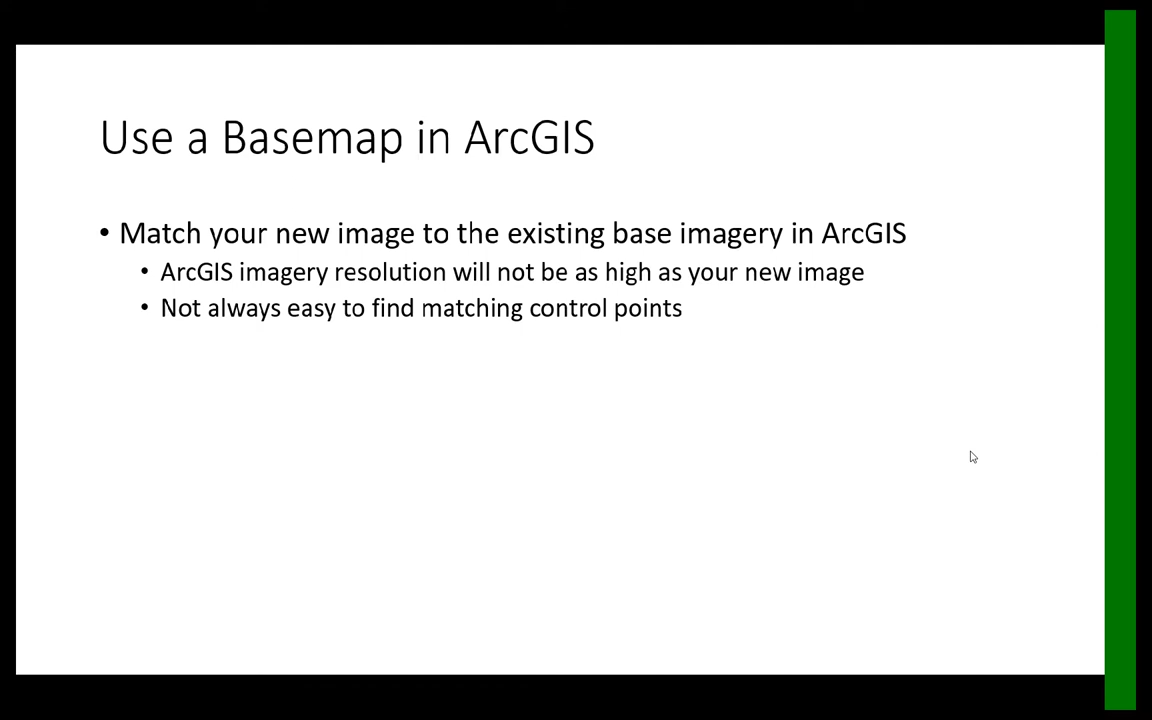 Use a Basemap in ArcGIS
• Match your new image to the existing base imagery in ArcGIS
• ArcGIS imagery resolution will not be as high as your new image
• Not always easy to find matching control points